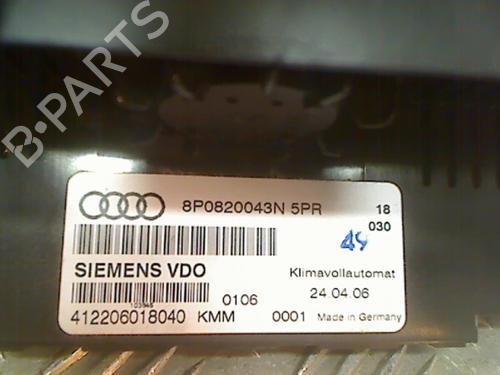 B-PARTS
8P0820043N 5PR 18
030
49
SIEMENS VDO Klimavollautomat
103945 0106 24.04.06
412206018040 KMM 0001 Made in Germany